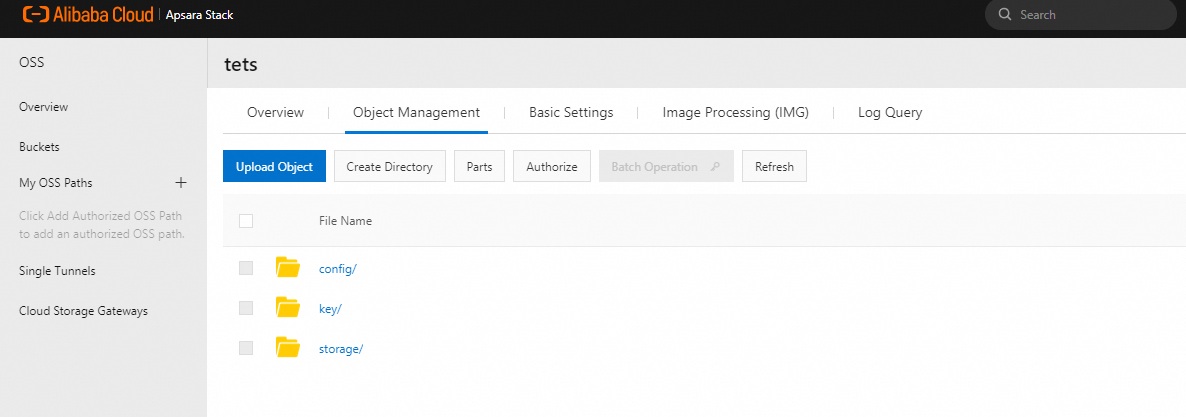 Alibaba Cloud | Apsara Stack
Search
OSS
Overview
Buckets
My OSS Paths
Click Add Authorized OSS Path
to add an authorized OSS path.
Single Tunnels
Cloud Storage Gateways
tets
Overview | Object Management | Basic Settings | Image Processing (IMG) | Log Query
Upload Object Create Directory Parts Authorize Batch Operation Refresh
File Name
config/
key/
storage/